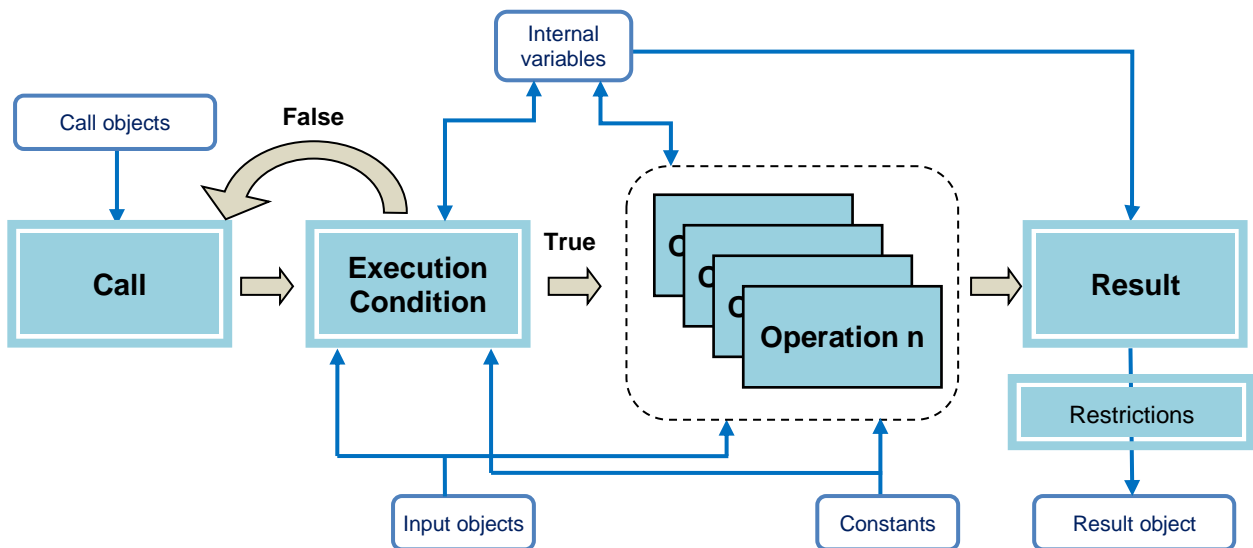 Internal
variables
Call objects
False
Call
Execution
Condition
True
Operation n
Result
Restrictions
Input objects
Constants
Result object